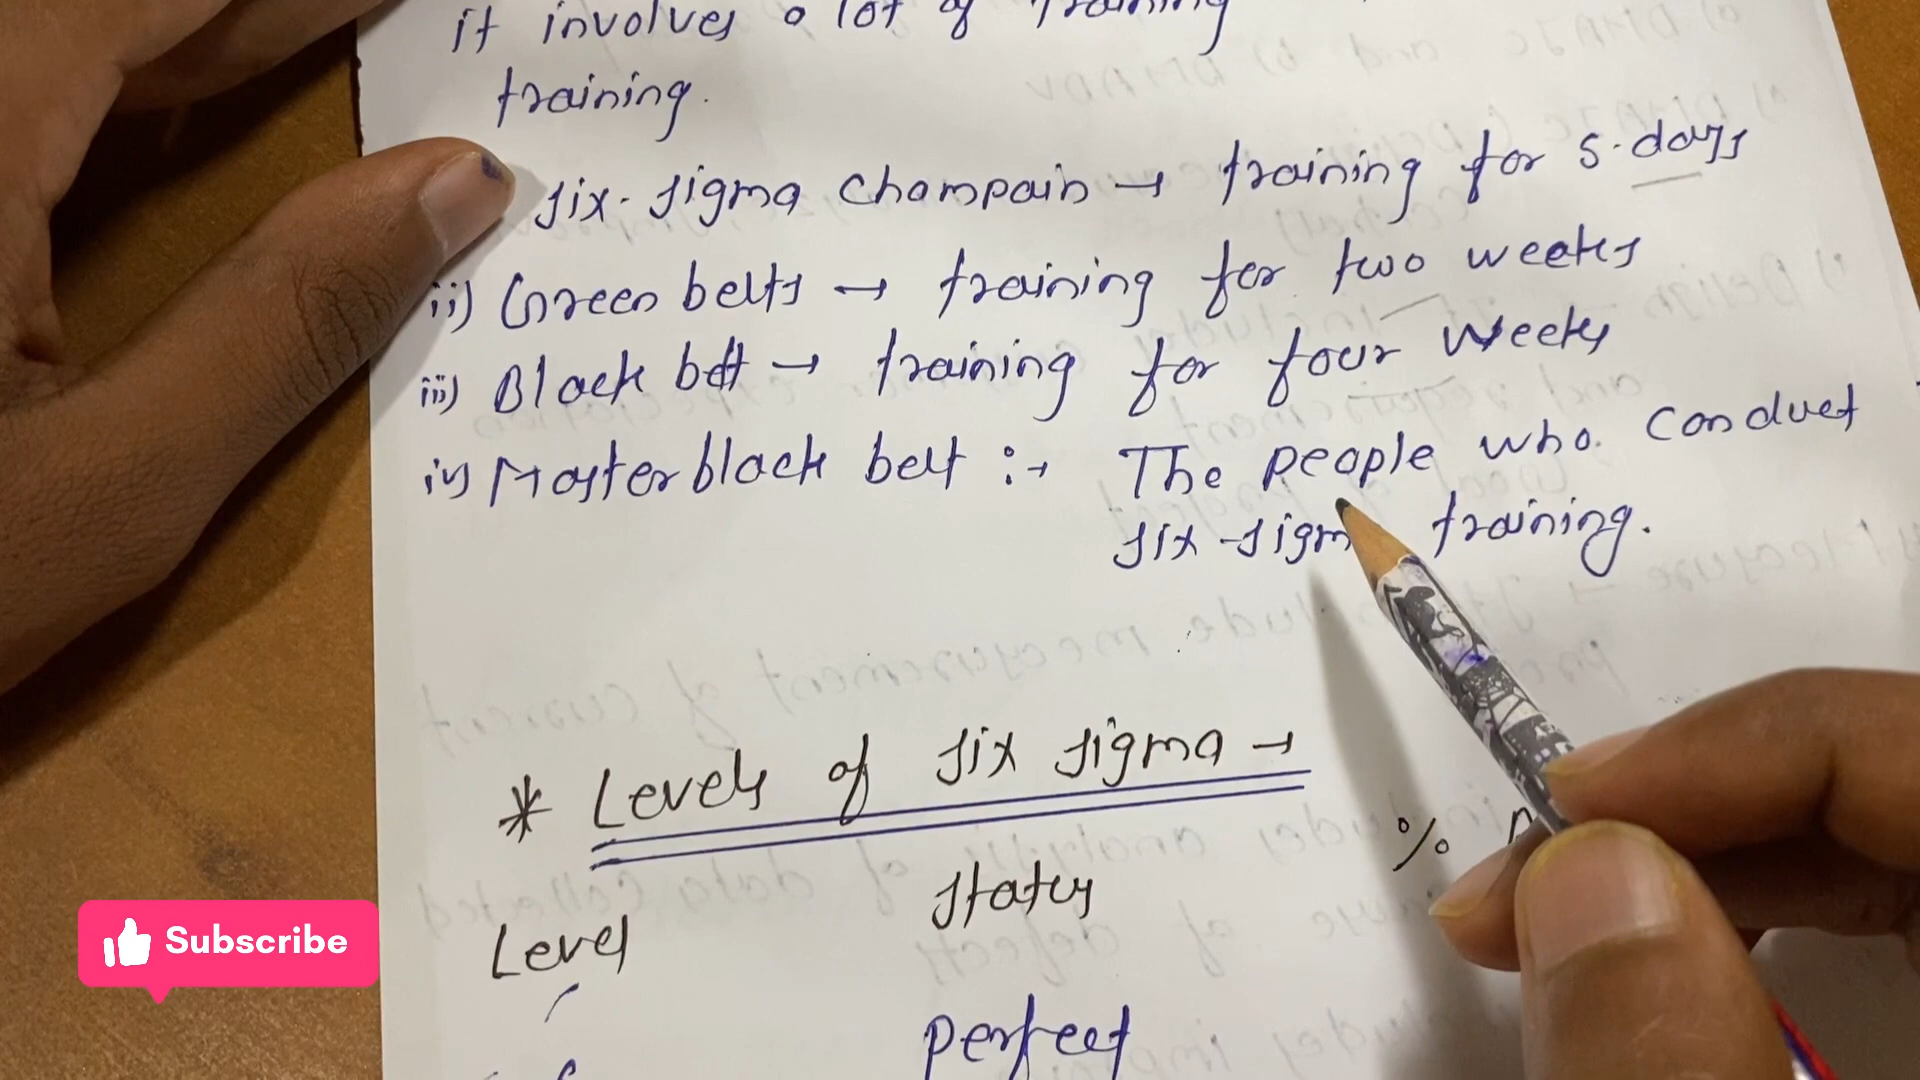 it involves a lot of training
training.
six-sigma champain → training for 5-days
ii) Green belts → training for two weeks
iii) Black belt → training for four weeks
iv) Master black belt :→ The people who conduct
six-sigma training.
* Levels of six sigma →
Level status %
perfect
Subscribe